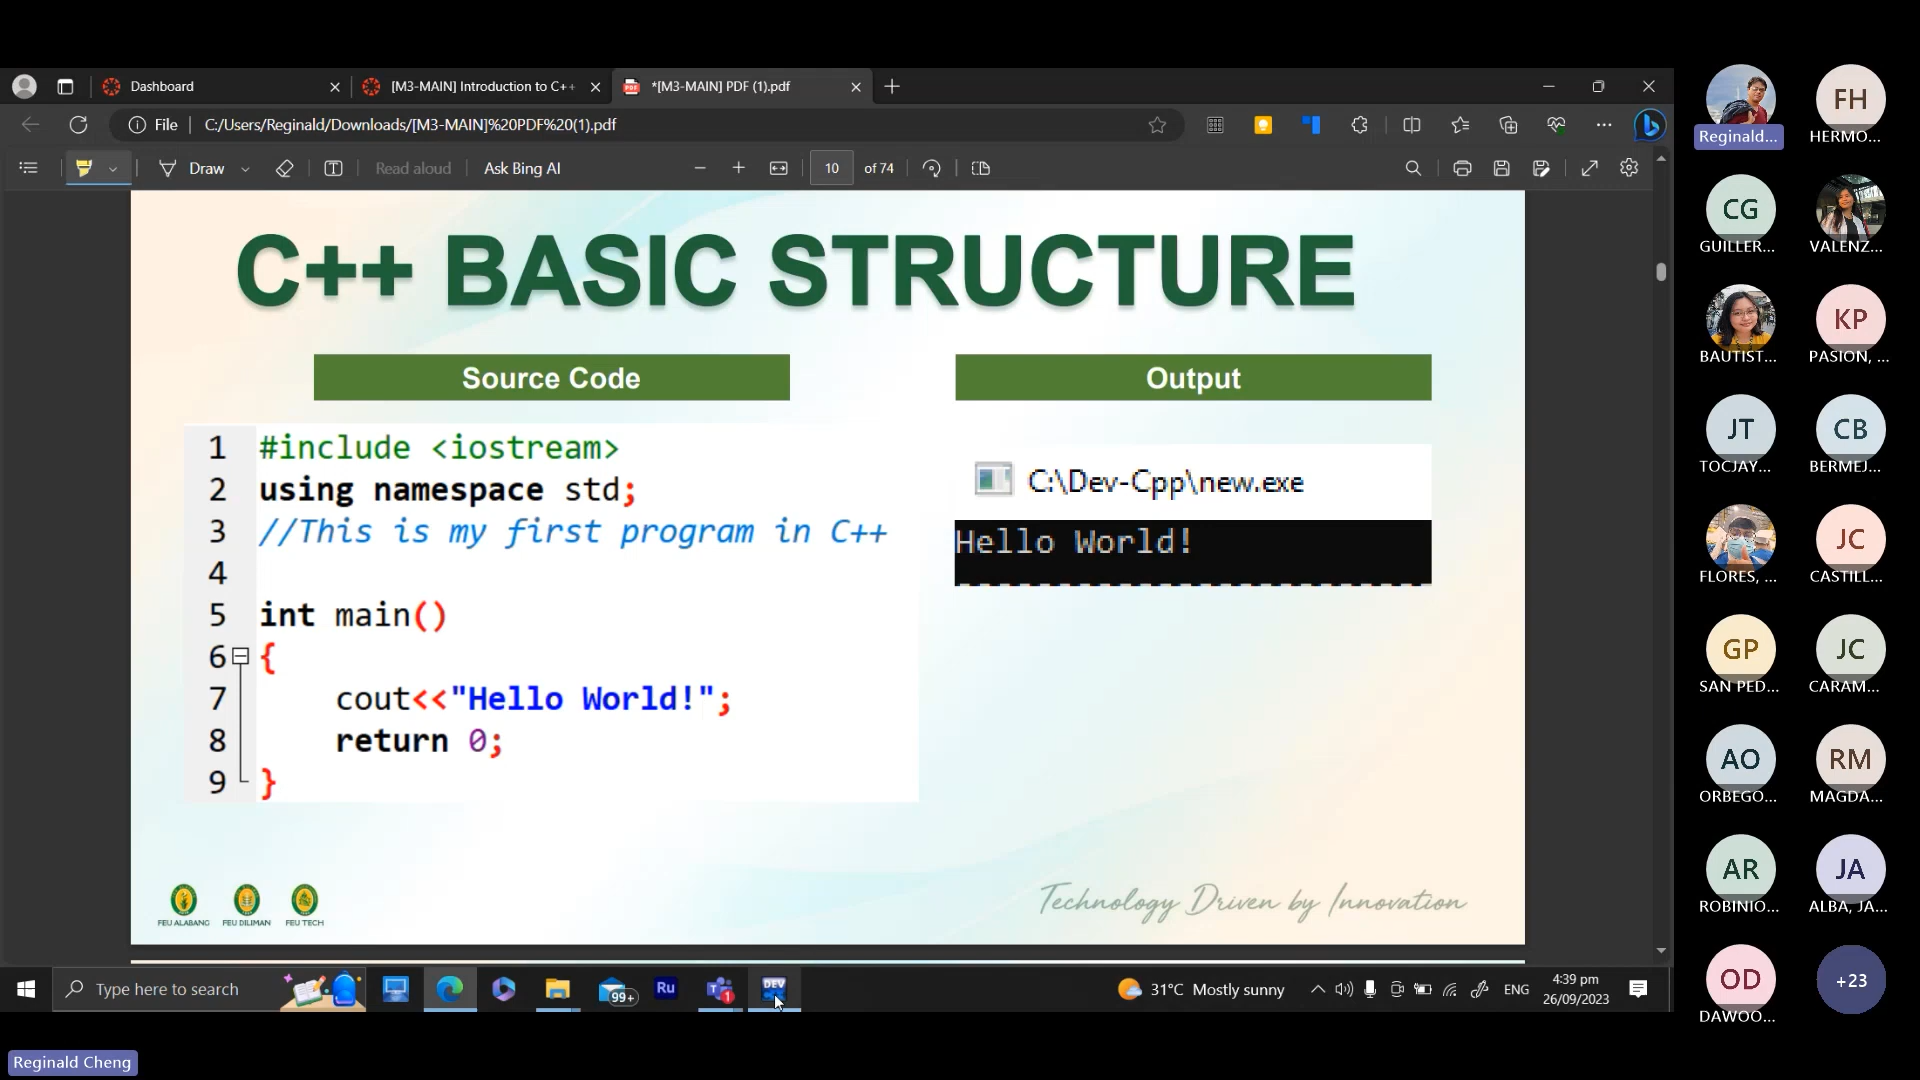 Dashboard
[M3-MAIN] Introduction to C++
*[M3-MAIN] PDF (1).pdf
File
C:/Users/Reginald/Downloads/[M3-MAIN]%20PDF%20(1).pdf
Draw
Read aloud
Ask Bing AI
10
of 74
C++ BASIC STRUCTURE
Source Code
1 #include <iostream>
2 using namespace std;
3 //This is my first program in C++
4
5 int main()
6 {
7 cout<<"Hello World!";
8 return 0;
9 }
Output
C:\Dev-Cpp\new.exe
Hello World!
FEU ALABANG
FEU DILIMAN
FEU TECH
Technology Driven by Innovation
Type here to search
99+
Ru
1
DEV
31°C Mostly sunny
ENG
4:39 pm
26/09/2023
Reginald Cheng
Reginald...
FH
HERMO...
CG
GUILLER...
VALENZ...
BAUTIST...
KP
PASION, ...
JT
TOCJAY...
CB
BERMEJ...
FLORES, ...
JC
CASTILL...
GP
SAN PED...
JC
CARAM...
AO
ORBEGO...
RM
MAGDA...
AR
ROBINIO...
JA
ALBA, JA...
OD
DAWOO...
+23